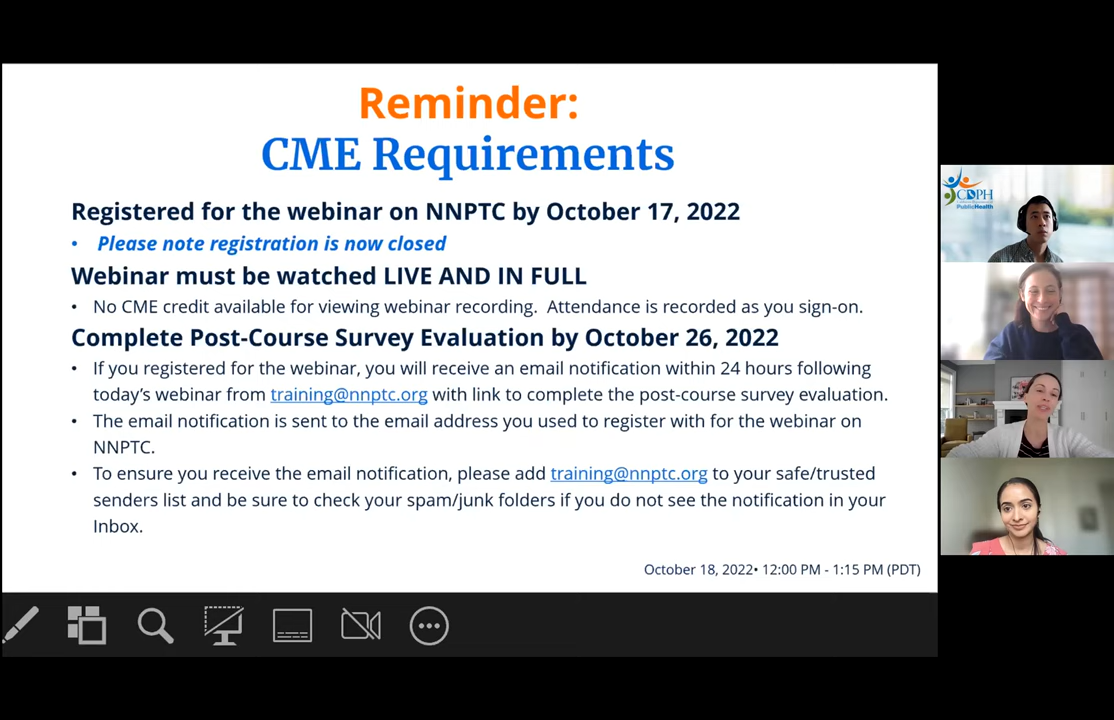 Reminder:
CME Requirements
Registered for the webinar on NNPTC by October 17, 2022
• Please note registration is now closed
Webinar must be watched LIVE AND IN FULL
• No CME credit available for viewing webinar recording.  Attendance is recorded as you sign-on.
Complete Post-Course Survey Evaluation by October 26, 2022
• If you registered for the webinar, you will receive an email notification within 24 hours following
today's webinar from training@nnptc.org with link to complete the post-course survey evaluation.
• The email notification is sent to the email address you used to register with for the webinar on
NNPTC.
• To ensure you receive the email notification, please add training@nnptc.org to your safe/trusted
senders list and be sure to check your spam/junk folders if you do not see the notification in your
Inbox.
October 18, 2022• 12:00 PM - 1:15 PM (PDT)
CDPH
PublicHealth